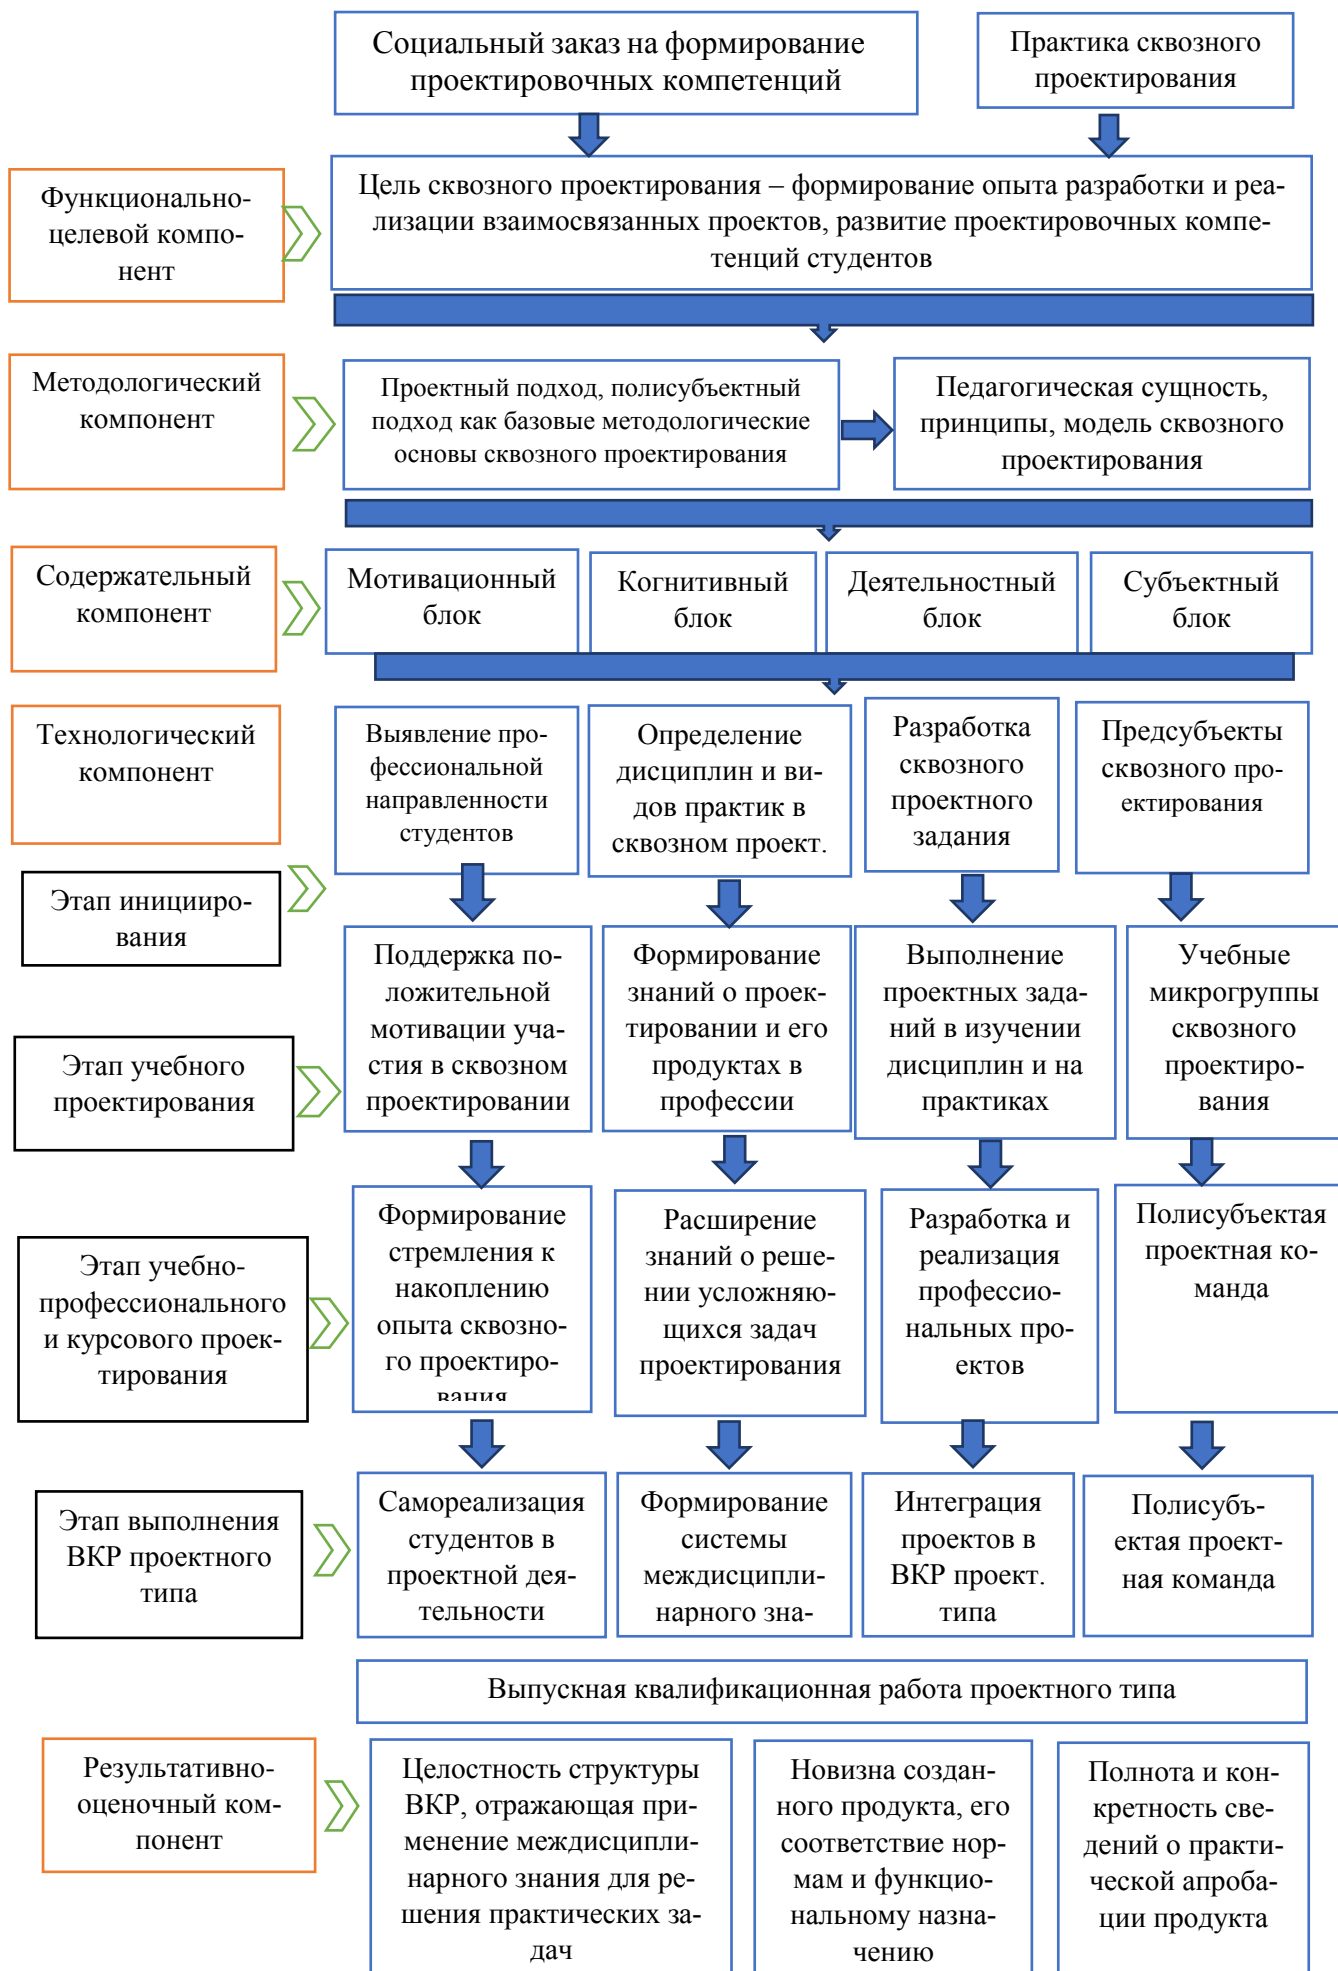 Социальный заказ на формирование
проектировочных компетенций
Практика сквозного
проектирования
Функционально-
целевой компо-
нент
Цель сквозного проектирования – формирование опыта разработки и ре-
ализации взаимосвязанных проектов, развитие проектировочных компе-
тенций студентов
Методологический
компонент
Проектный подход, полисубъектный
подход как базовые методологические
основы сквозного проектирования
Педагогическая сущность,
принципы, модель сквозного
проектирования
Содержательный
компонент
Мотивационный
блок
Когнитивный
блок
Деятельностный
блок
Субъектный
блок
Технологический
компонент
Выявление про-
фессиональной
направленности
студентов
Определение
дисциплин и ви-
дов практик в
сквозном проект.
Разработка
сквозного
проектного
задания
Предсубъекты
сквозного про-
ектирования
Этап иницииро-
вания
Поддержка по-
ложительной
мотивации уча-
стия в сквозном
проектировании
Формирование
знаний о проек-
тировании и его
продуктах в
профессии
Выполнение
проектных зада-
ний в изучении
дисциплин и на
практиках
Учебные
микрогруппы
сквозного
проектиро-
вания
Этап учебного
проектирования
Формирование
стремления к
накоплению
опыта сквозно-
го проектиро-
вания
Расширение
знаний о реше-
нии усложняю-
щихся задач
проектирования
Разработка и
реализация
профессио-
нальных про-
ектов
Полисубъектая
проектная ко-
манда
Этап учебно-
профессионального
и курсового проек-
тирования
Самореализация
студентов в
проектной дея-
тельности
Формирование
системы
междисципли-
нарного зна-
Интеграция
проектов в
ВКР проект.
типа
Полисубъ-
ектая проект-
ная команда
Этап выполнения
ВКР проектного
типа
Выпускная квалификационная работа проектного типа
Результативно-
оценочный ком-
понент
Целостность структуры
ВКР, отражающая при-
менение междисципли-
нарного знания для ре-
шения практических за-
дач
Новизна создан-
ного продукта, его
соответствие нор-
мам и функцио-
нальному назна-
чению
Полнота и кон-
кретность све-
дений о практи-
ческой апроба-
ции продукта